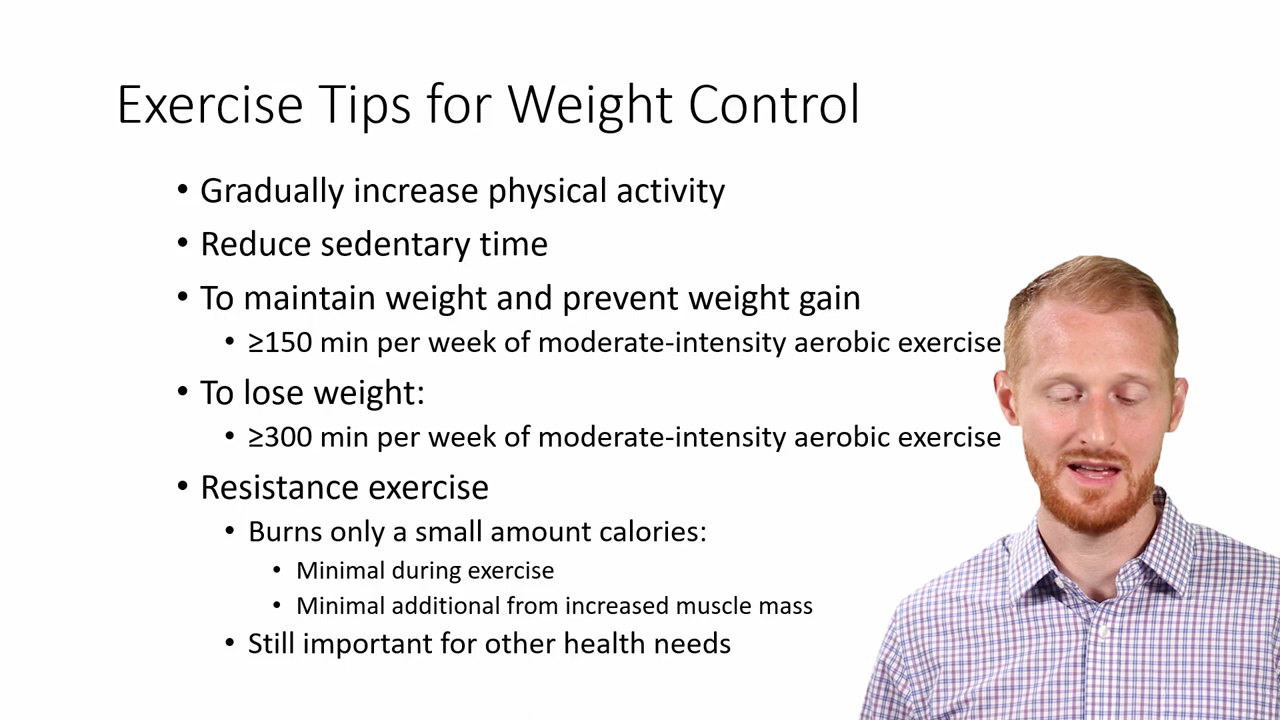 Exercise Tips for Weight Control
• Gradually increase physical activity
• Reduce sedentary time
• To maintain weight and prevent weight gain
• ≥150 min per week of moderate-intensity aerobic exercise
• To lose weight:
• ≥300 min per week of moderate-intensity aerobic exercise
• Resistance exercise
• Burns only a small amount calories:
• Minimal during exercise
• Minimal additional from increased muscle mass
• Still important for other health needs